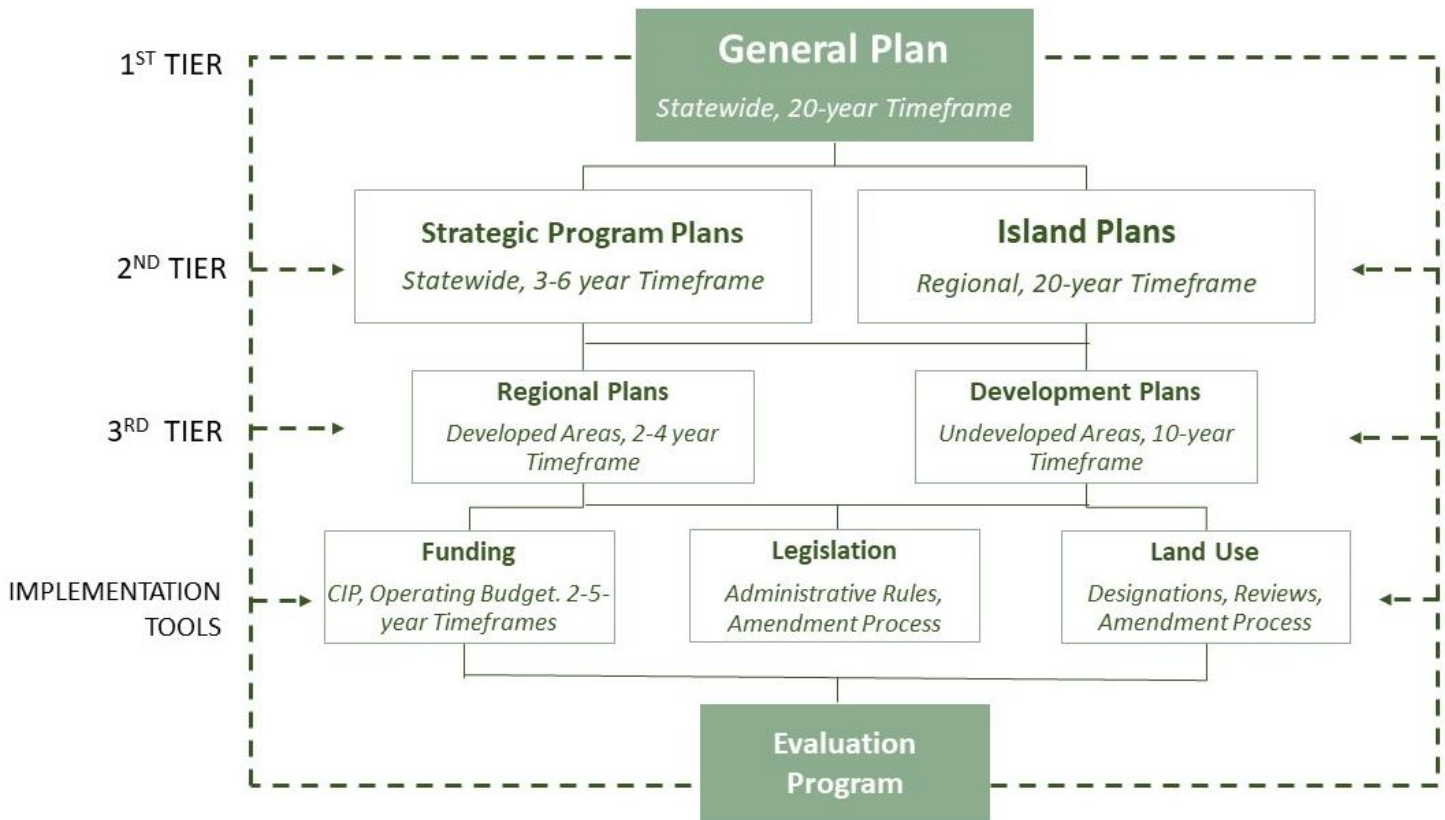 General Plan
1ST TIER
Statewide, 20-year Timeframe
Strategic Program Plans
Island Plans
2ND TIER
Statewide, 3-6 year Timeframe
Regional, 20-year Timeframe
Regional Plans
Development Plans
3RD TIER
Developed Areas, 2-4 year
Timeframe
Undeveloped Areas, 10-year
Timeframe
Funding
Legislation
Land Use
IMPLEMENTATION
TOOLS
CIP, Operating Budget. 2-5-
year Timeframes
Administrative Rules,
Amendment Process
Designations, Reviews,
Amendment Process
Evaluation
Program